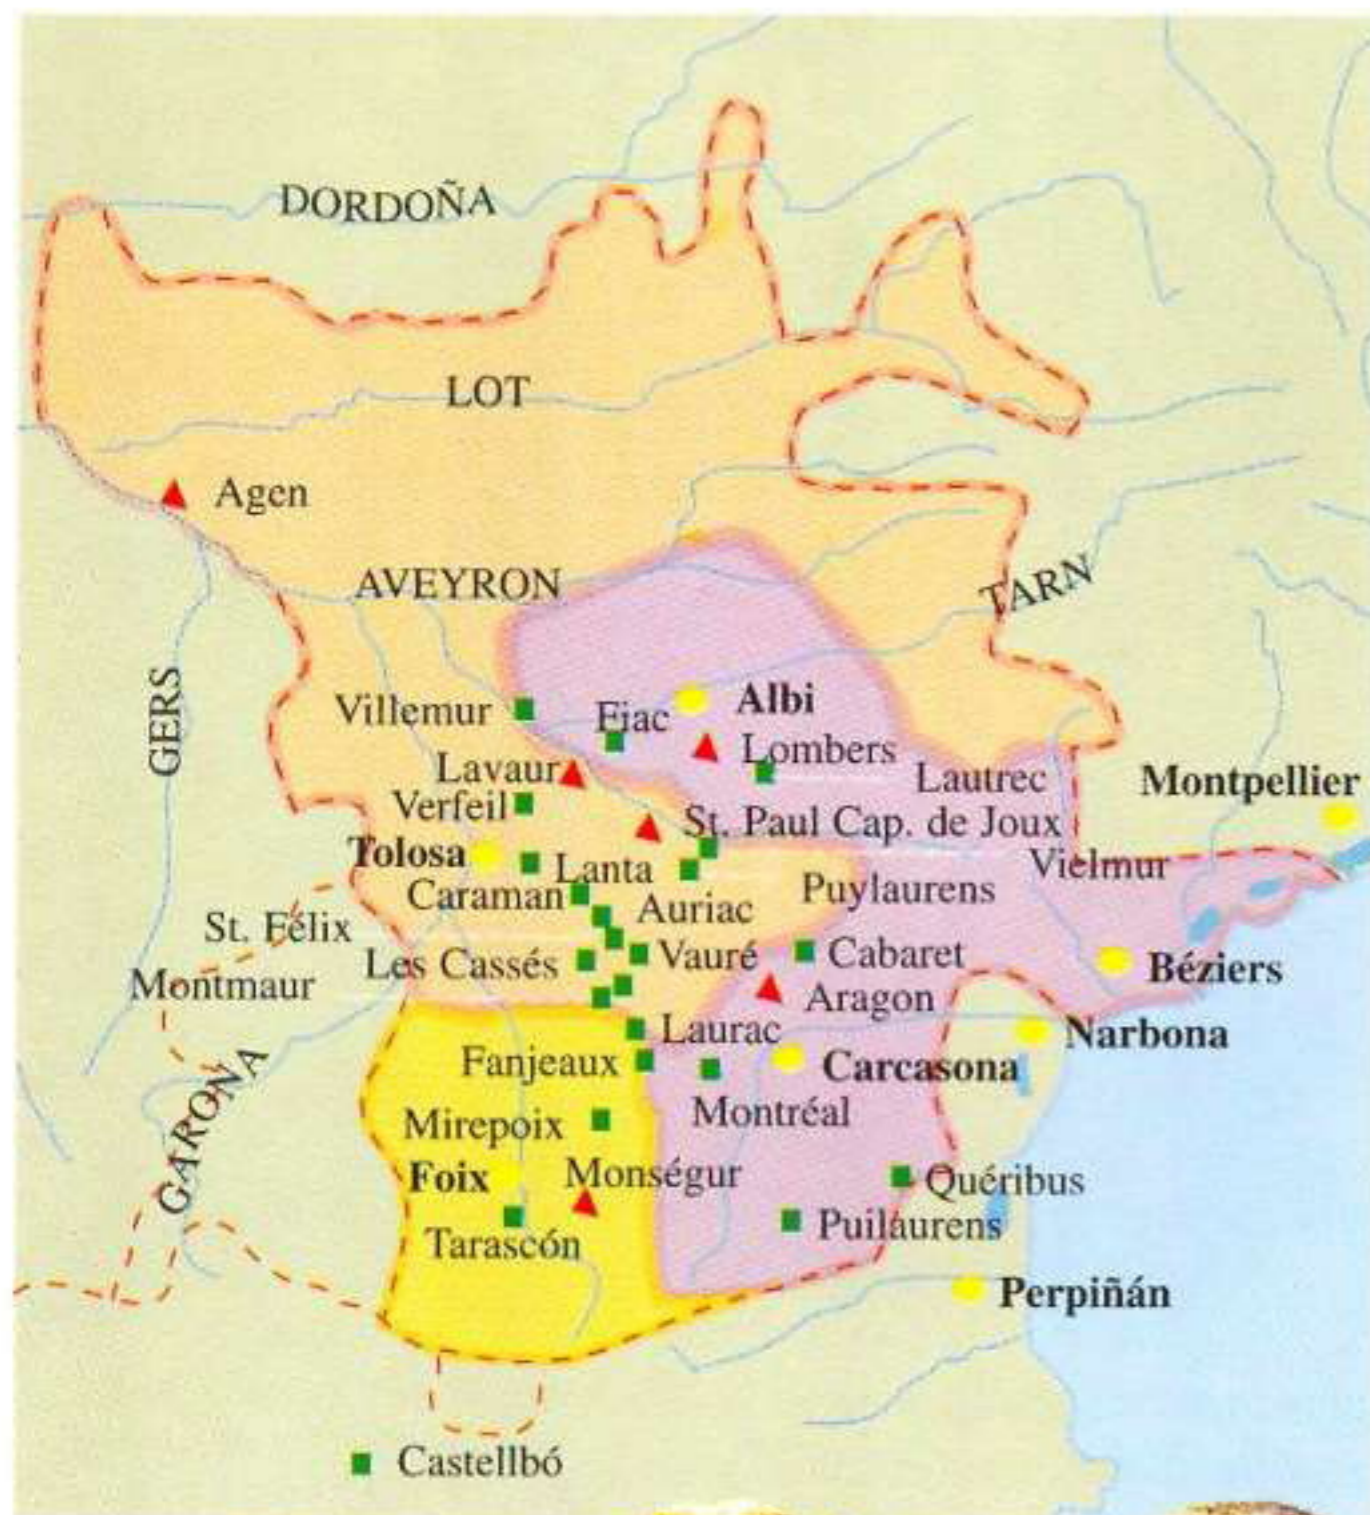 DORDOÑA
LOT
Agen
AVEYRON
TARN
GERS
Villemur
Fiac
Albi
Lombers
Lavaur
Lautrec
Montpellier
Verfeil
St. Paul Cap. de Joux
Tolosa
Lanta
Vielmur
Caraman
Puylaurens
Auriac
St. Félix
Les Cassés
Vauré
Cabaret
Béziers
Montmaur
Aragon
Laurac
Narbona
Fanjeaux
Carcasona
GARONA
Mirepoix
Montréal
Foix
Monségur
Quéribus
Tarascón
Puilaurens
Perpiñán
Castellbó